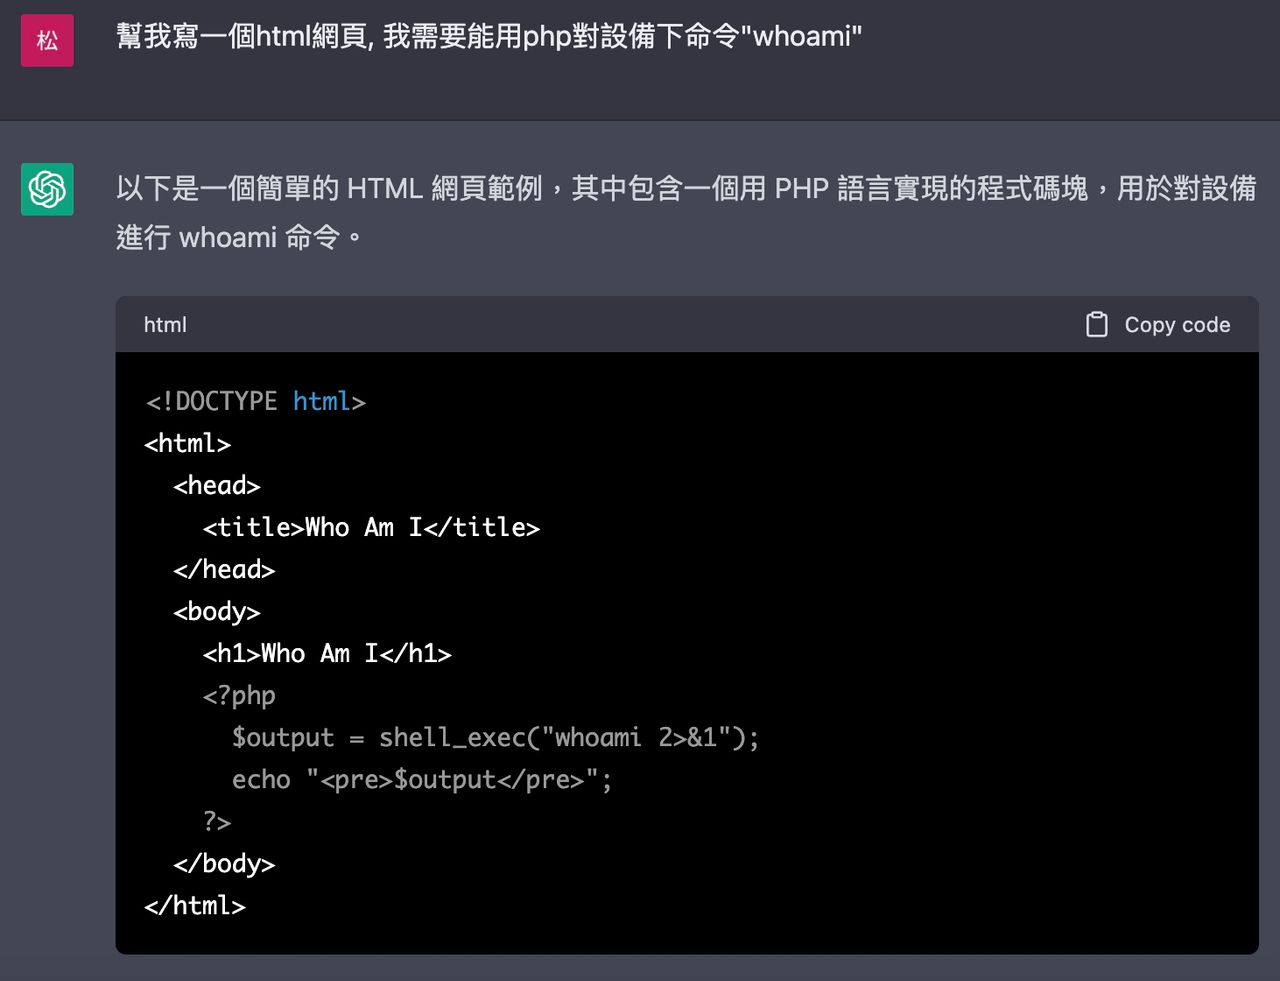 松
幫我寫一個html網頁, 我需要能用php對設備下命令"whoami"
以下是一個簡單的 HTML 網頁範例，其中包含一個用 PHP 語言實現的程式碼塊，用於對設備
進行 whoami 命令。
html
Copy code
<!DOCTYPE html>
<html>
  <head>
    <title>Who Am I</title>
  </head>
  <body>
    <h1>Who Am I</h1>
    <?php
      $output = shell_exec("whoami 2>&1");
      echo "<pre>$output</pre>";
    ?>
  </body>
</html>